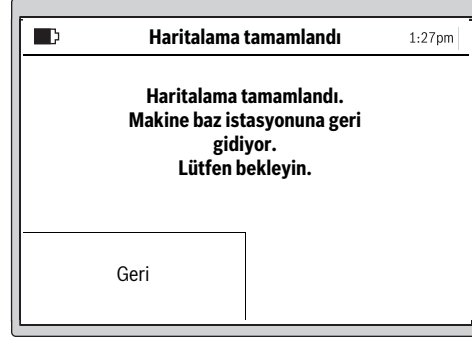 Haritalama tamamlandı 1:27pm
Haritalama tamamlandı.
Makine baz istasyonuna geri
gidiyor.
Lütfen bekleyin.
Geri